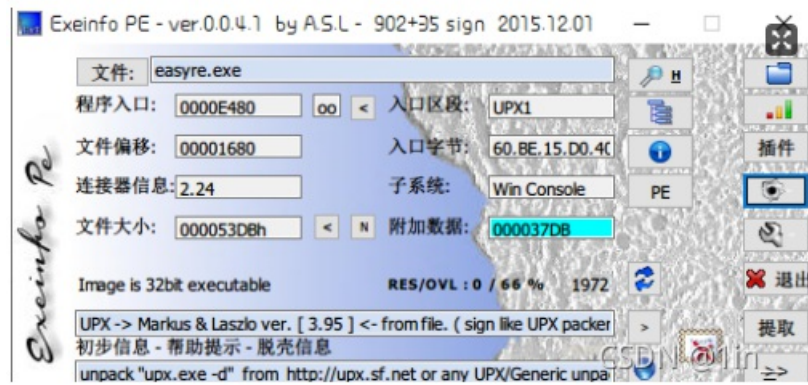 Exeinfo PE - ver.0.0.4.1 by A.S.L - 902+35 sign 2015.12.01
文件: easyre.exe H
程序入口: 0000E480 oo < 入口区段: UPX1
文件偏移: 00001680 入口字节: 60.BE.15.D0.40 插件
连接器信息: 2.24 子系统: Win Console PE
文件大小: 000053DBh < N 附加数据: 000037DB
Image is 32bit executable RES/OVL : 0 / 66 % 1972 退出
UPX -> Markus & Laszlo ver. [ 3.95 ] <- from file. ( sign like UPX packer > 提取
初步信息 - 帮助提示 - 脱壳信息
unpack "upx.exe -d" from http://upx.sf.net or any UPX/Generic unpa >>
Exeinfo Pe
CSDN @1in